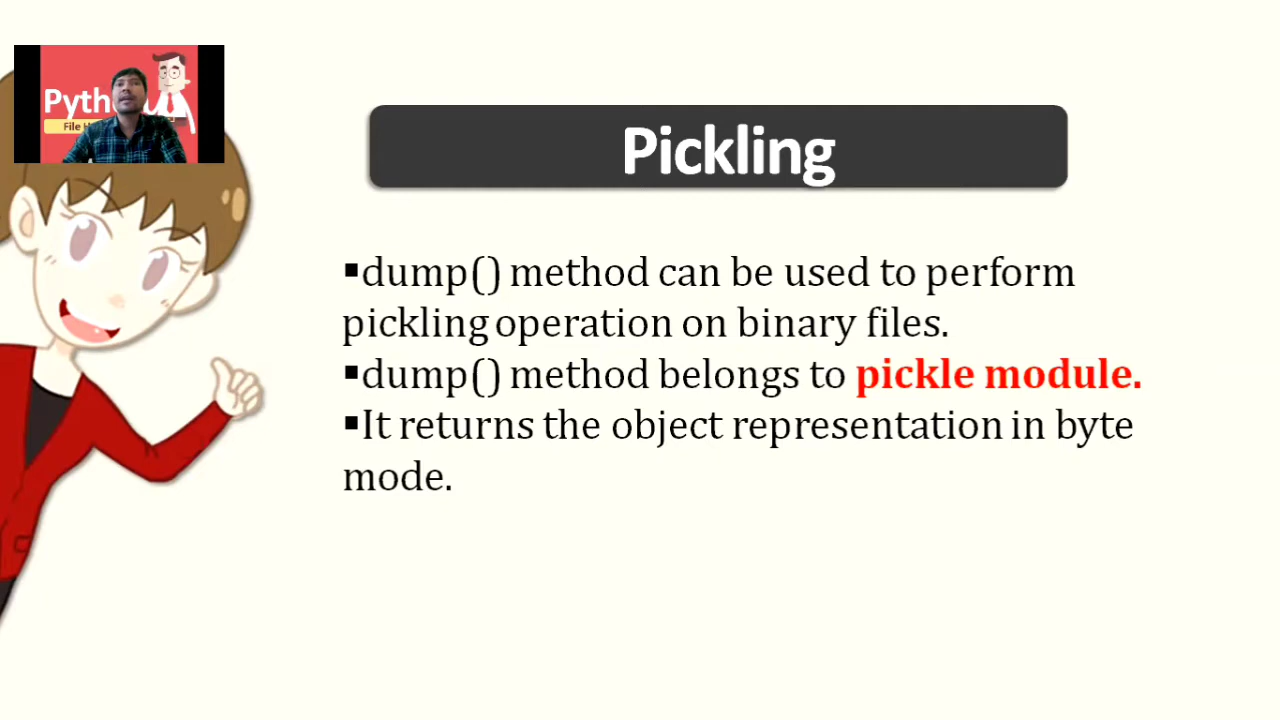 Pyth
File H
Pickling
▪dump() method can be used to perform
pickling operation on binary files.
▪dump() method belongs to pickle module.
▪It returns the object representation in byte
mode.